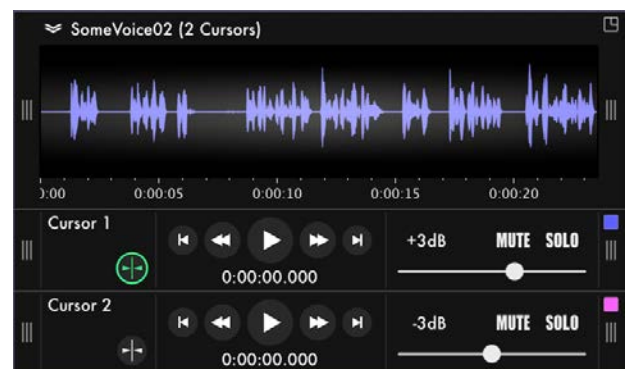 SomeVoice02 (2 Cursors)
0:00 0:00:05 0:00:10 0:00:15 0:00:20
Cursor 1
+3dB MUTE SOLO
0:00:00.000
Cursor 2
-3dB MUTE SOLO
0:00:00.000